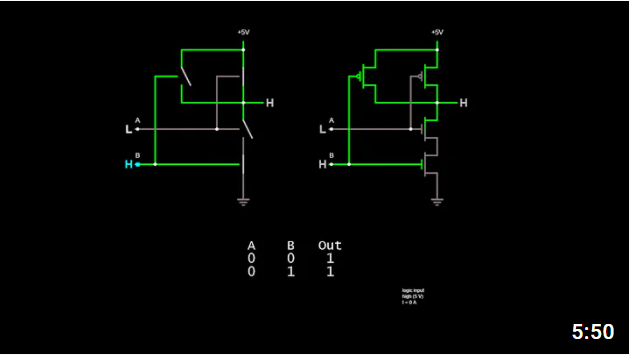 +5V
+5V
H
H
A
L
A
L
B
H
B
H
A B Out
0 0 1
0 1 1
logic input
high (5 V)
I = 0 A
5:50